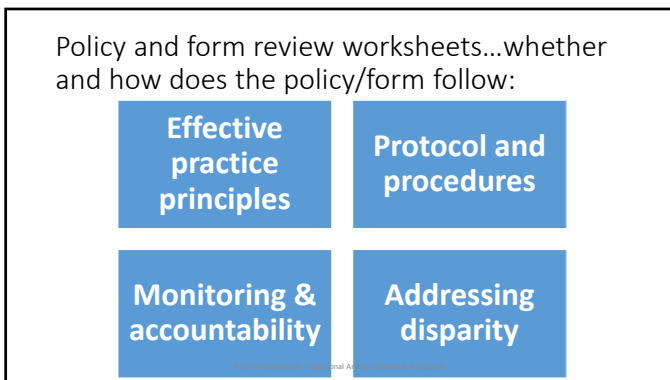 Policy and form review worksheets...whether
and how does the policy/form follow:
Effective
practice
principles
Protocol and
procedures
Monitoring &
accountability
Addressing
disparity